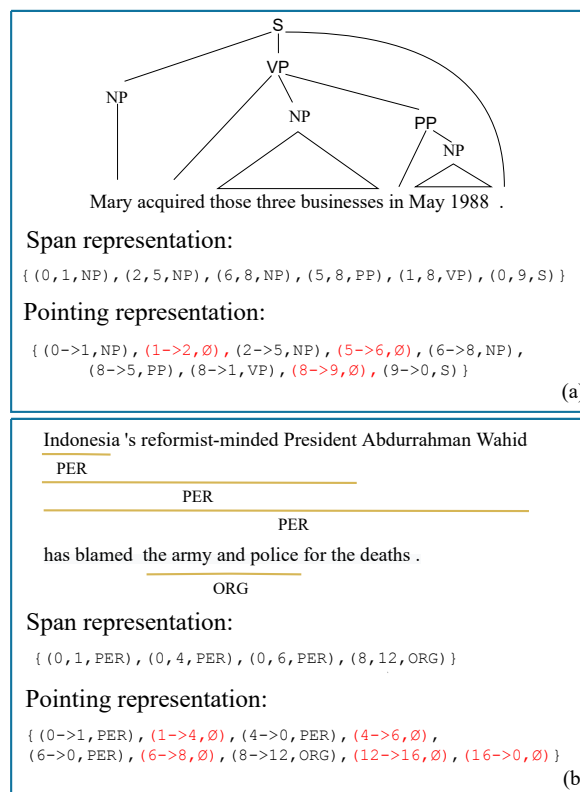 S
VP
NP
NP
PP
NP
Mary acquired those three businesses in May 1988 .
Span representation:
{(0,1,NP),(2,5,NP),(6,8,NP),(5,8,PP),(1,8,VP),(0,9,S)}
Pointing representation:
{(0->1,NP),(1->2,Ø),(2->5,NP),(5->6,Ø),(6->8,NP),
(8->5,PP),(8->1,VP),(8->9,Ø),(9->0,S)}
(a)
Indonesia 's reformist-minded President Abdurrahman Wahid
PER
PER
PER
has blamed the army and police for the deaths .
ORG
Span representation:
{(0,1,PER),(0,4,PER),(0,6,PER),(8,12,ORG)}
Pointing representation:
{(0->1,PER),(1->4,Ø),(4->0,PER),(4->6,Ø),
(6->0,PER),(6->8,Ø),(8->12,ORG),(12->16,Ø),(16->0,Ø)}
(b)